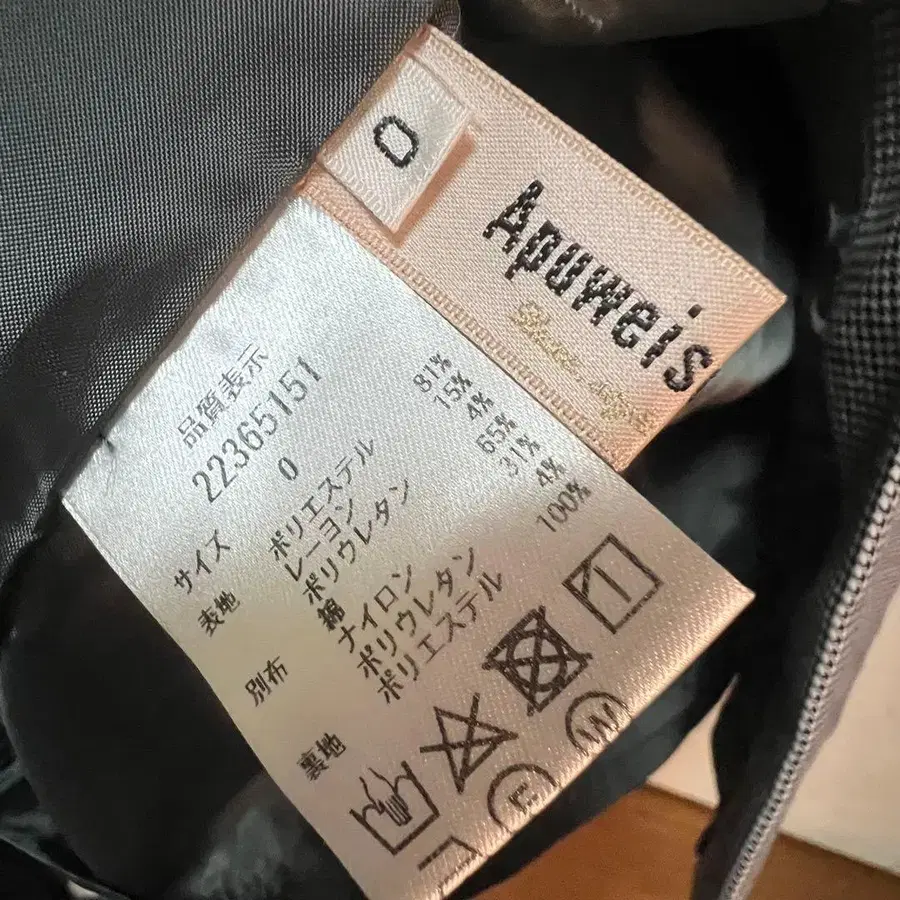 0
Apuweis
品質表示
22365151
サイズ 0
表地 ポリエステル 81%
レーヨン 15%
ポリウレタン 4%
別布 綿 65%
ナイロン 31%
ポリウレタン 4%
裏地 ポリエステル 100%
W